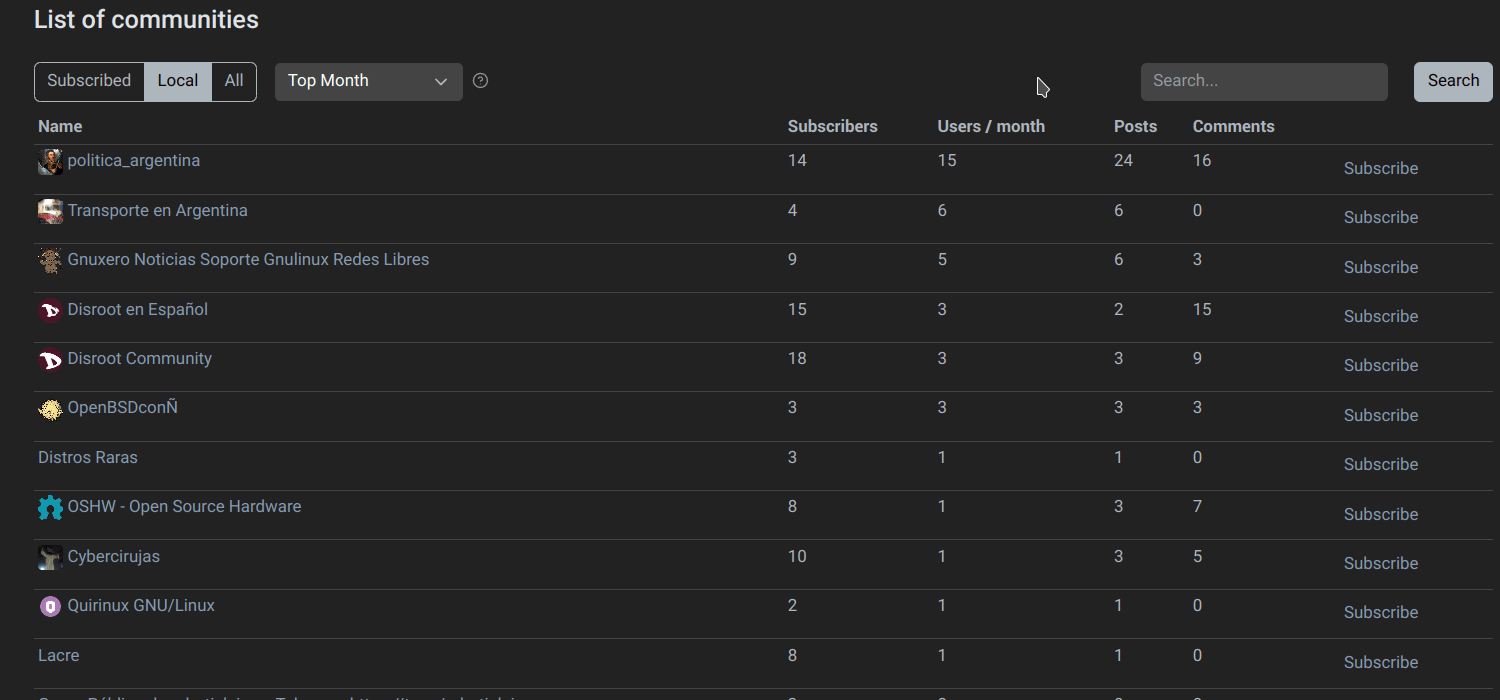 List of communities
Subscribed Local All Top Month Search... Search
Name Subscribers Users / month Posts Comments
politica_argentina 14 15 24 16 Subscribe
Transporte en Argentina 4 6 6 0 Subscribe
Gnuxero Noticias Soporte Gnulinux Redes Libres 9 5 6 3 Subscribe
Disroot en Español 15 3 2 15 Subscribe
Disroot Community 18 3 3 9 Subscribe
OpenBSDconÑ 3 3 3 3 Subscribe
Distros Raras 3 1 1 0 Subscribe
OSHW - Open Source Hardware 8 1 3 7 Subscribe
Cybercirujas 10 1 3 5 Subscribe
Quirinux GNU/Linux 2 1 1 0 Subscribe
Lacre 8 1 1 0 Subscribe